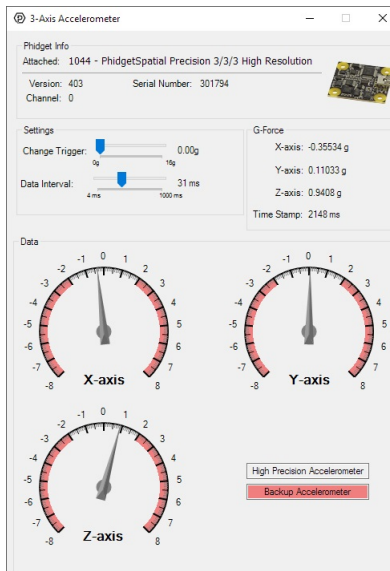 3-Axis Accelerometer
Phidget Info
Attached: 1044 - PhidgetSpatial Precision 3/3/3 High Resolution
Version: 403 Serial Number: 301794
Channel: 0
Settings
Change Trigger: 0.00g
0g 16g
Data Interval: 31 ms
4 ms 1000 ms
G-Force
X-axis: -0.35534 g
Y-axis: 0.11033 g
Z-axis: 0.9408 g
Time Stamp: 2148 ms
Data
-8 -7 -6 -5 -4 -3 -2 -1 0 1 2 3 4 5 6 7 8
X-axis
-8 -7 -6 -5 -4 -3 -2 -1 0 1 2 3 4 5 6 7 8
Y-axis
-8 -7 -6 -5 -4 -3 -2 -1 0 1 2 3 4 5 6 7 8
Z-axis
High Precision Accelerometer
Backup Accelerometer